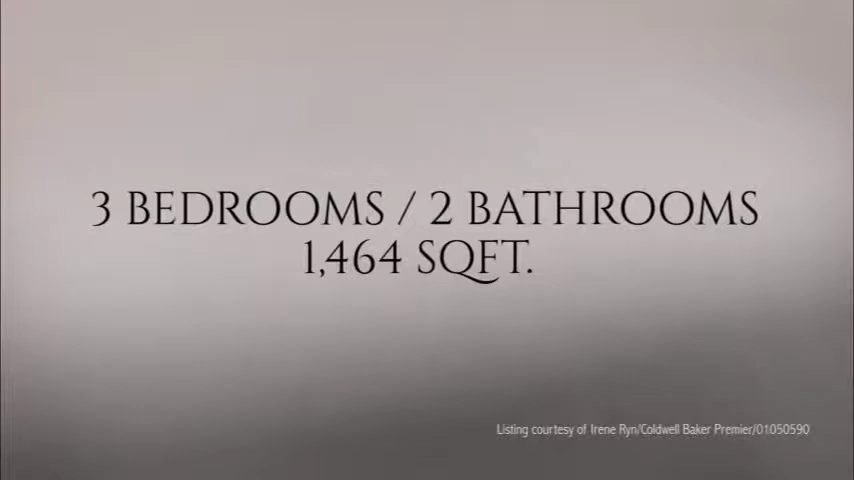 3 BEDROOMS / 2 BATHROOMS
1,464 SQFT.
Listing courtesy of Irene Ryn/Coldwell Baker Premier/01050590